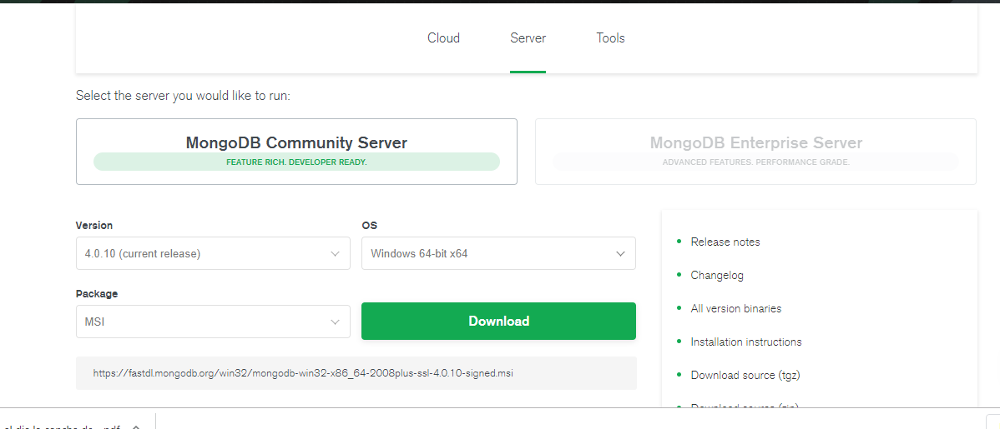 Cloud
Server
Tools
Select the server you would like to run:
MongoDB Community Server
FEATURE RICH. DEVELOPER READY.
MongoDB Enterprise Server
ADVANCED FEATURES. PERFORMANCE GRADE.
Version
OS
4.0.10 (current release)
Windows 64-bit x64
Package
MSI
Download
https://fastdl.mongodb.org/win32/mongodb-win32-x86_64-2008plus-ssl-4.0.10-signed.msi
Release notes
Changelog
All version binaries
Installation instructions
Download source (tgz)
Download source (zip)